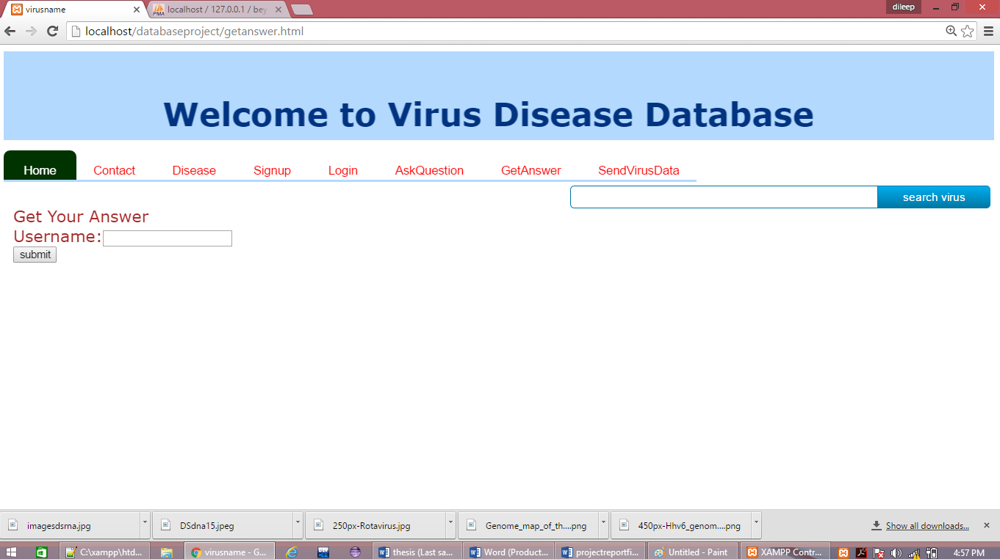 virusname
localhost / 127.0.0.1 / bey
dileep
localhost/databaseproject/getanswer.html
Welcome to Virus Disease Database
Home Contact Disease Signup Login AskQuestion GetAnswer SendVirusData
search virus
Get Your Answer
Username:
submit
imagesdsrna.jpg DSdna15.jpeg 250px-Rotavirus.jpg Genome_map_of_th....png 450px-Hhv6_genom....png Show all downloads...
C:\xampp\htd... virusname - G... thesis (Last sa... Word (Product... projectreportfi... Untitled - Paint XAMPP Contr... 4:57 PM